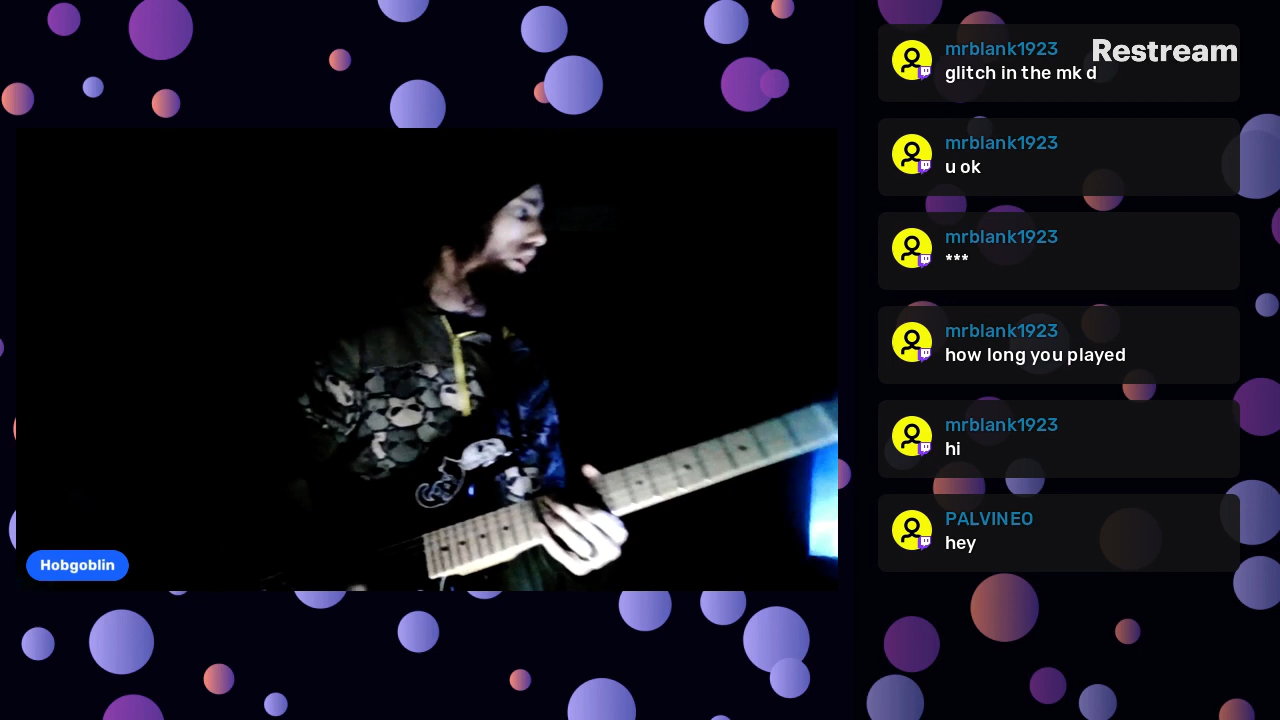 Hobgoblin
Restream
mrblank1923
glitch in the mk d
mrblank1923
u ok
mrblank1923
***
mrblank1923
how long you played
mrblank1923
hi
PALVINEO
hey